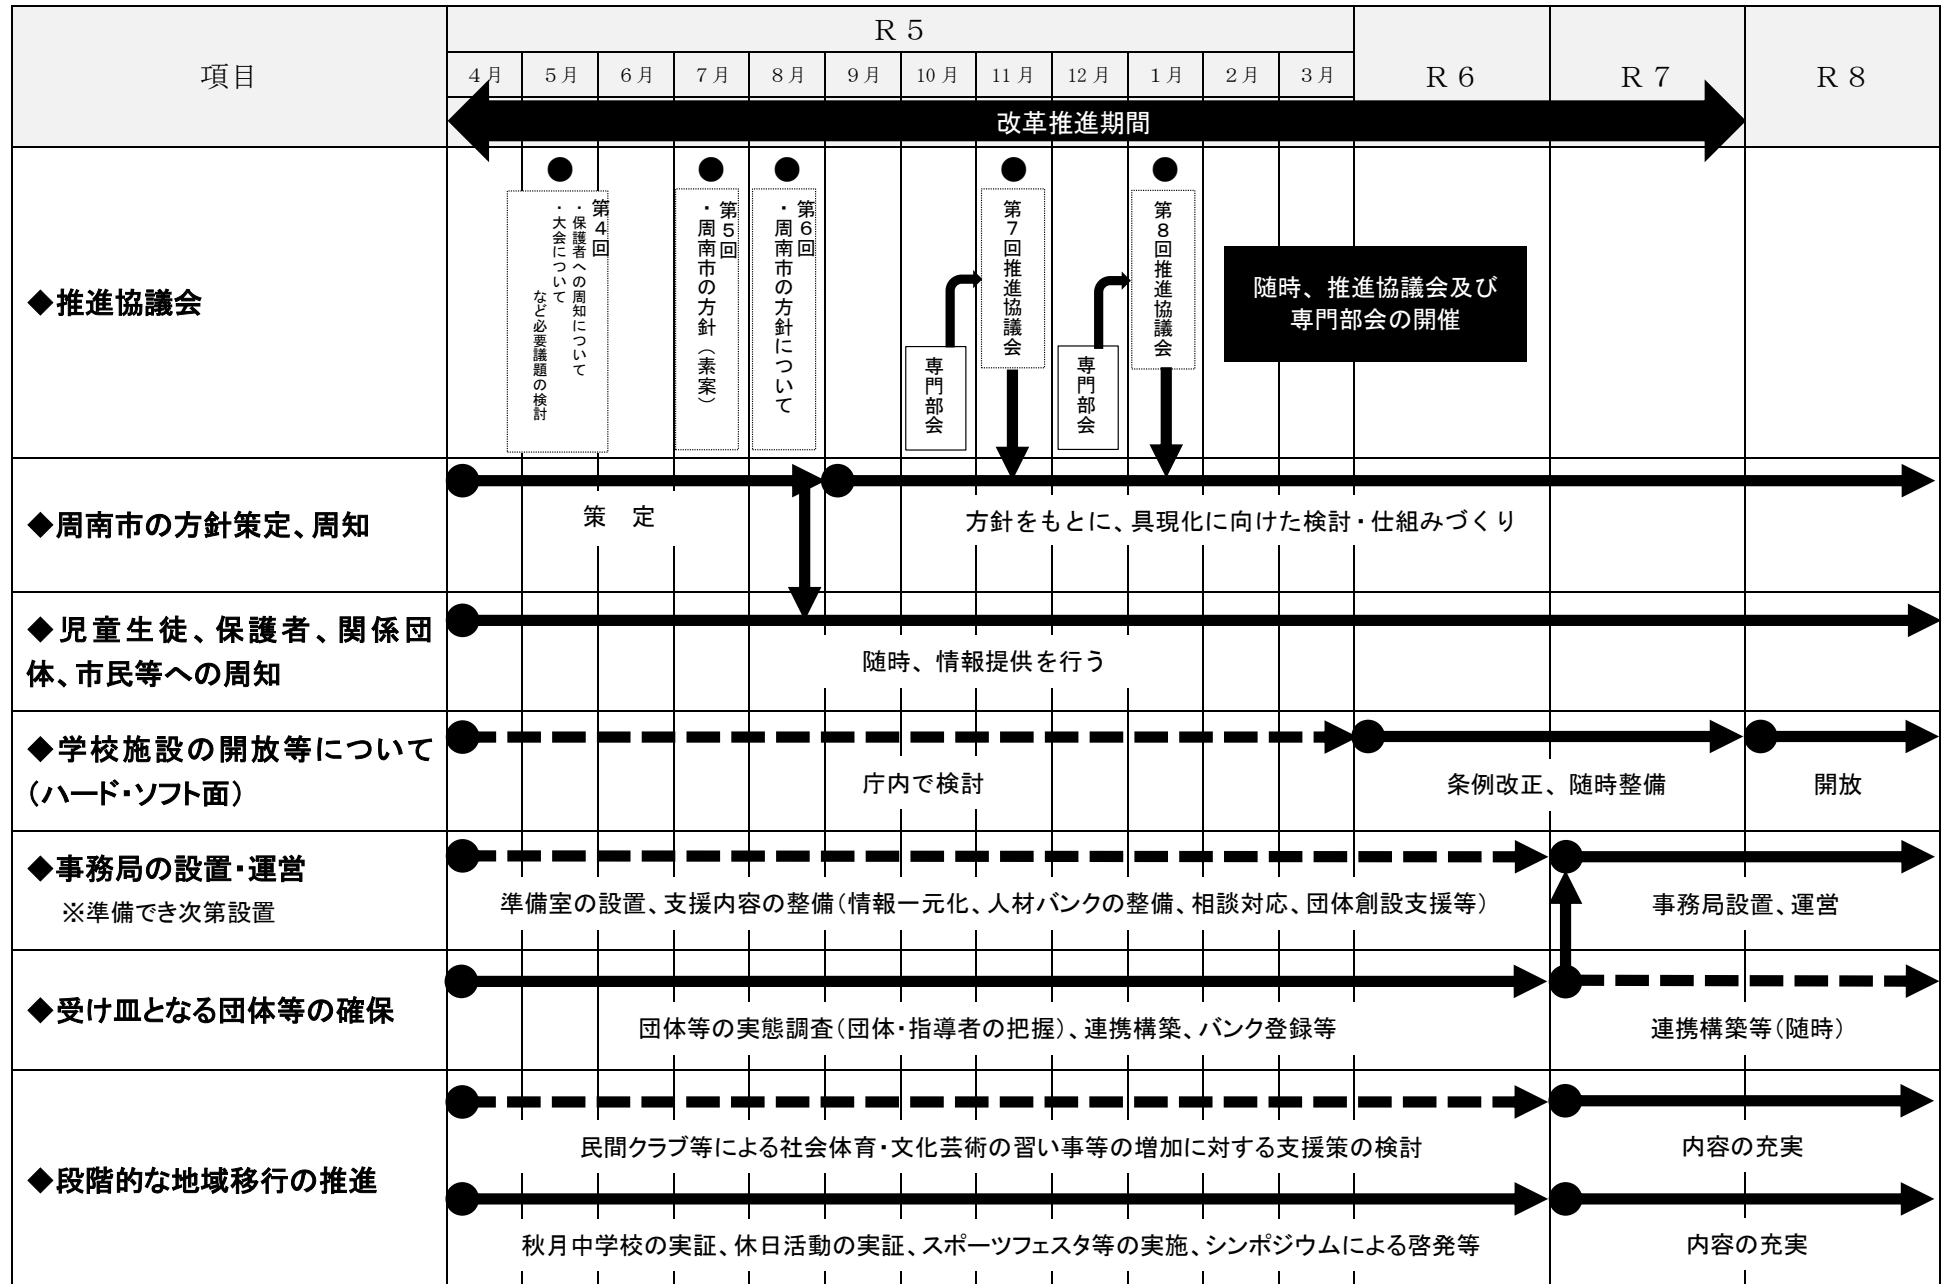 項目
Ｒ５
Ｒ６
Ｒ７
Ｒ８
４月
５月
６月
７月
８月
９月
10月
11月
12月
１月
２月
３月
改革推進期間
◆推進協議会
第４回
・保護者への周知について
・大会について
など必要議題の検討
第５回
・周南市の方針（素案）
第６回
・周南市の方針について
専門部会
第７回推進協議会
専門部会
第８回推進協議会
随時、推進協議会及び
専門部会の開催
◆周南市の方針策定、周知
策　定
方針をもとに、具現化に向けた検討・仕組みづくり
◆児童生徒、保護者、関係団
体、市民等への周知
随時、情報提供を行う
◆学校施設の開放等について
（ハード・ソフト面）
庁内で検討
条例改正、随時整備
開放
◆事務局の設置・運営
※準備でき次第設置
準備室の設置、支援内容の整備（情報一元化、人材バンクの整備、相談対応、団体創設支援等）
事務局設置、運営
◆受け皿となる団体等の確保
団体等の実態調査（団体・指導者の把握）、連携構築、バンク登録等
連携構築等（随時）
◆段階的な地域移行の推進
民間クラブ等による社会体育・文化芸術の習い事等の増加に対する支援策の検討
内容の充実
秋月中学校の実証、休日活動の実証、スポーツフェスタ等の実施、シンポジウムによる啓発等
内容の充実